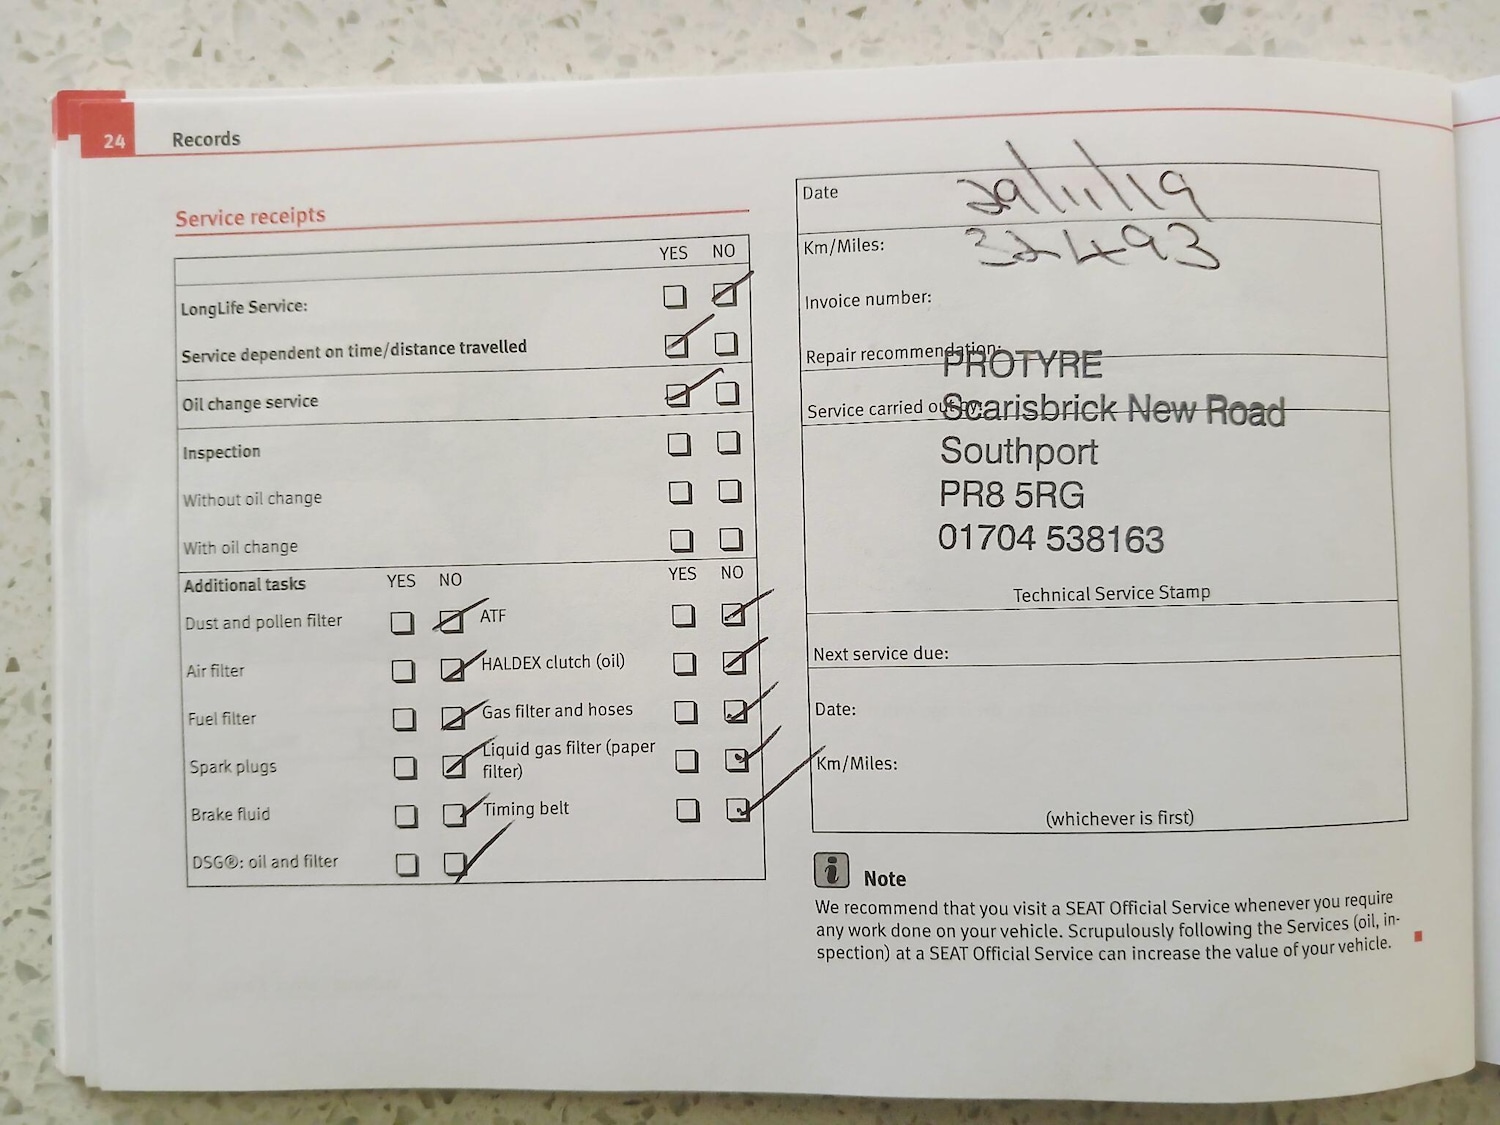 24 Records
Service receipts
YES NO
LongLife Service:
Service dependent on time/distance travelled
Oil change service
Inspection
Without oil change
With oil change
Additional tasks YES NO YES NO
Dust and pollen filter ATF
Air filter HALDEX clutch (oil)
Fuel filter Gas filter and hoses
Spark plugs Liquid gas filter (paper
filter)
Brake fluid Timing belt
DSG®: oil and filter
Date 29/11/19
Km/Miles: 32493
Invoice number:
Repair recommendation:
PROTYRE
Service carried out by:
Scarisbrick New Road
Southport
PR8 5RG
01704 538163
Technical Service Stamp
Next service due:
Date:
Km/Miles:
(whichever is first)
i Note
We recommend that you visit a SEAT Official Service whenever you require
any work done on your vehicle. Scrupulously following the Services (oil, in-
spection) at a SEAT Official Service can increase the value of your vehicle.